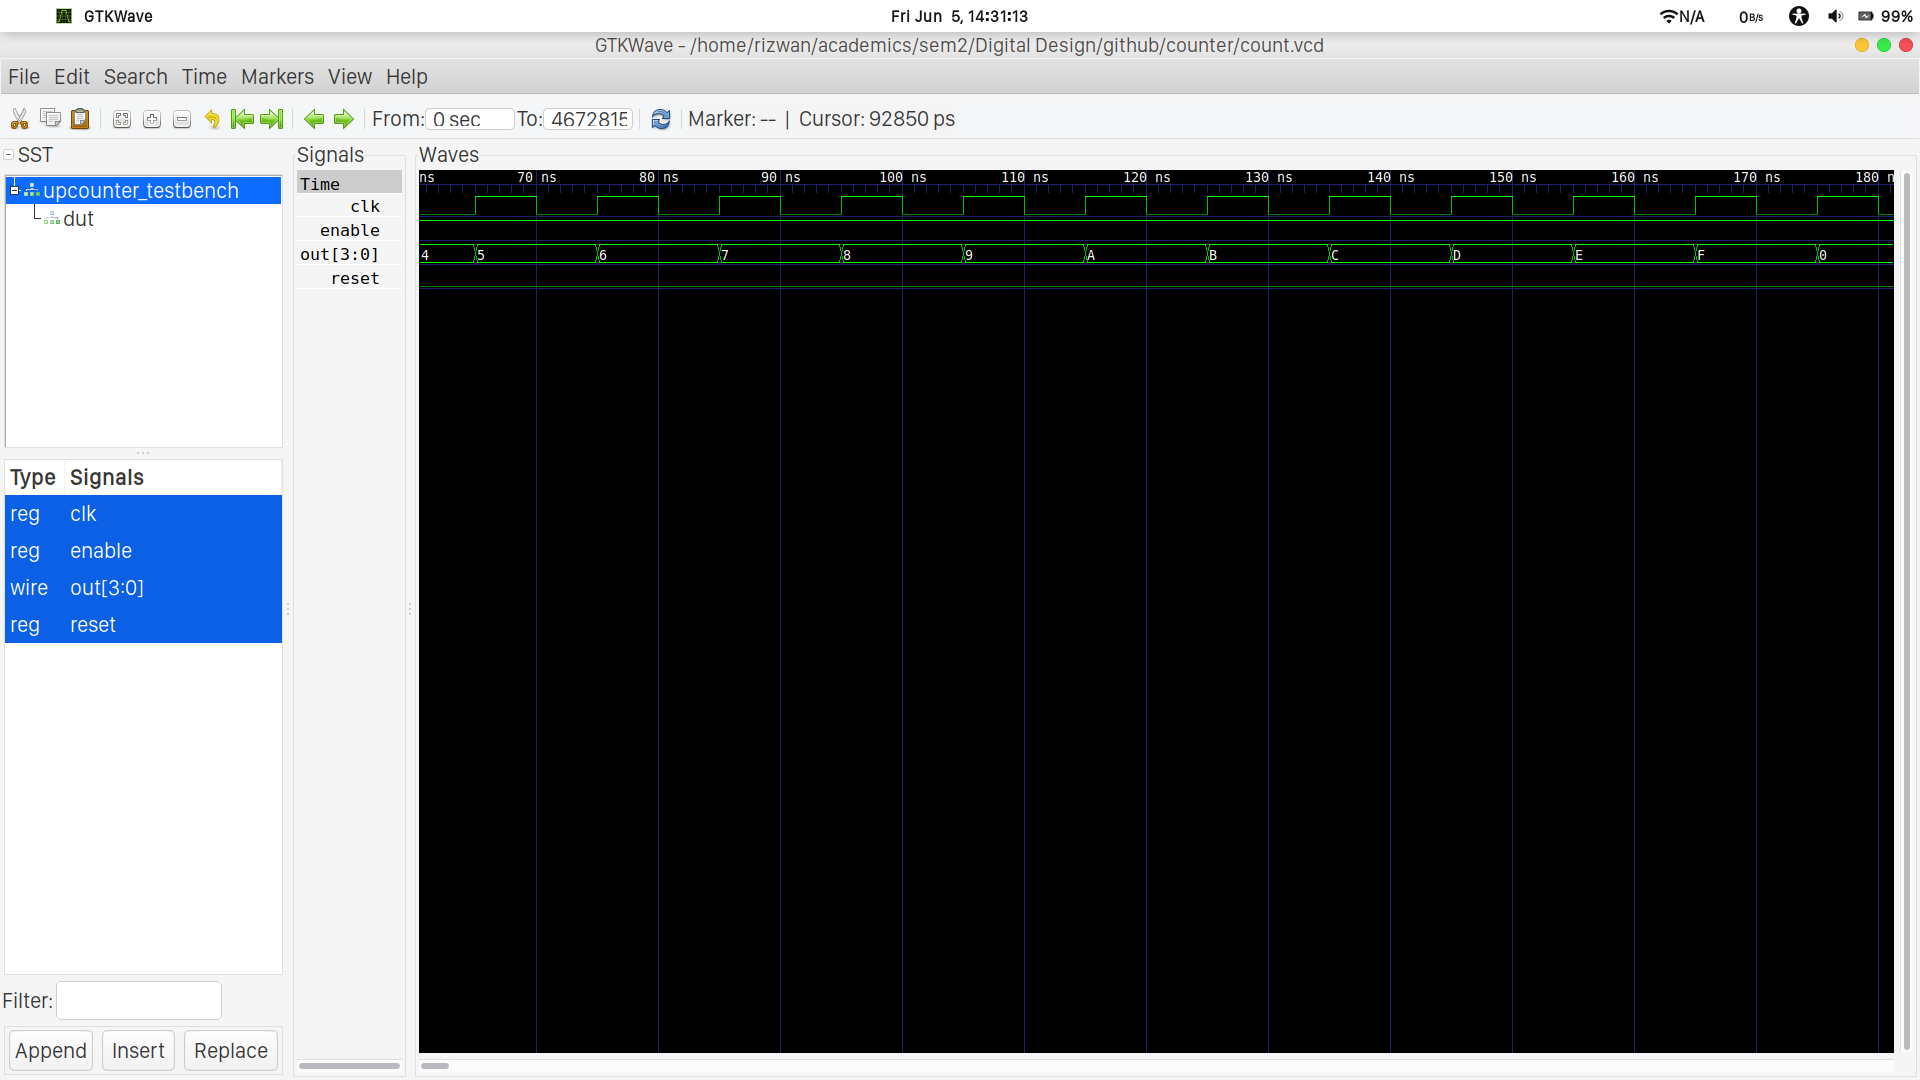 GTKWave
Fri Jun 5, 14:31:13
N/A 0B/s 99%
GTKWave - /home/rizwan/academics/sem2/Digital Design/github/counter/count.vcd
File Edit Search Time Markers View Help
From: 0 sec To: 4672815 Marker: -- | Cursor: 92850 ps
SST
upcounter_testbench
dut
Type Signals
reg clk
reg enable
wire out[3:0]
reg reset
Filter:
Append Insert Replace
Signals
Time
clk
enable
out[3:0]
reset
Waves
ns 70 ns 80 ns 90 ns 100 ns 110 ns 120 ns 130 ns 140 ns 150 ns 160 ns 170 ns 180 n
4 5 6 7 8 9 A B C D E F 0